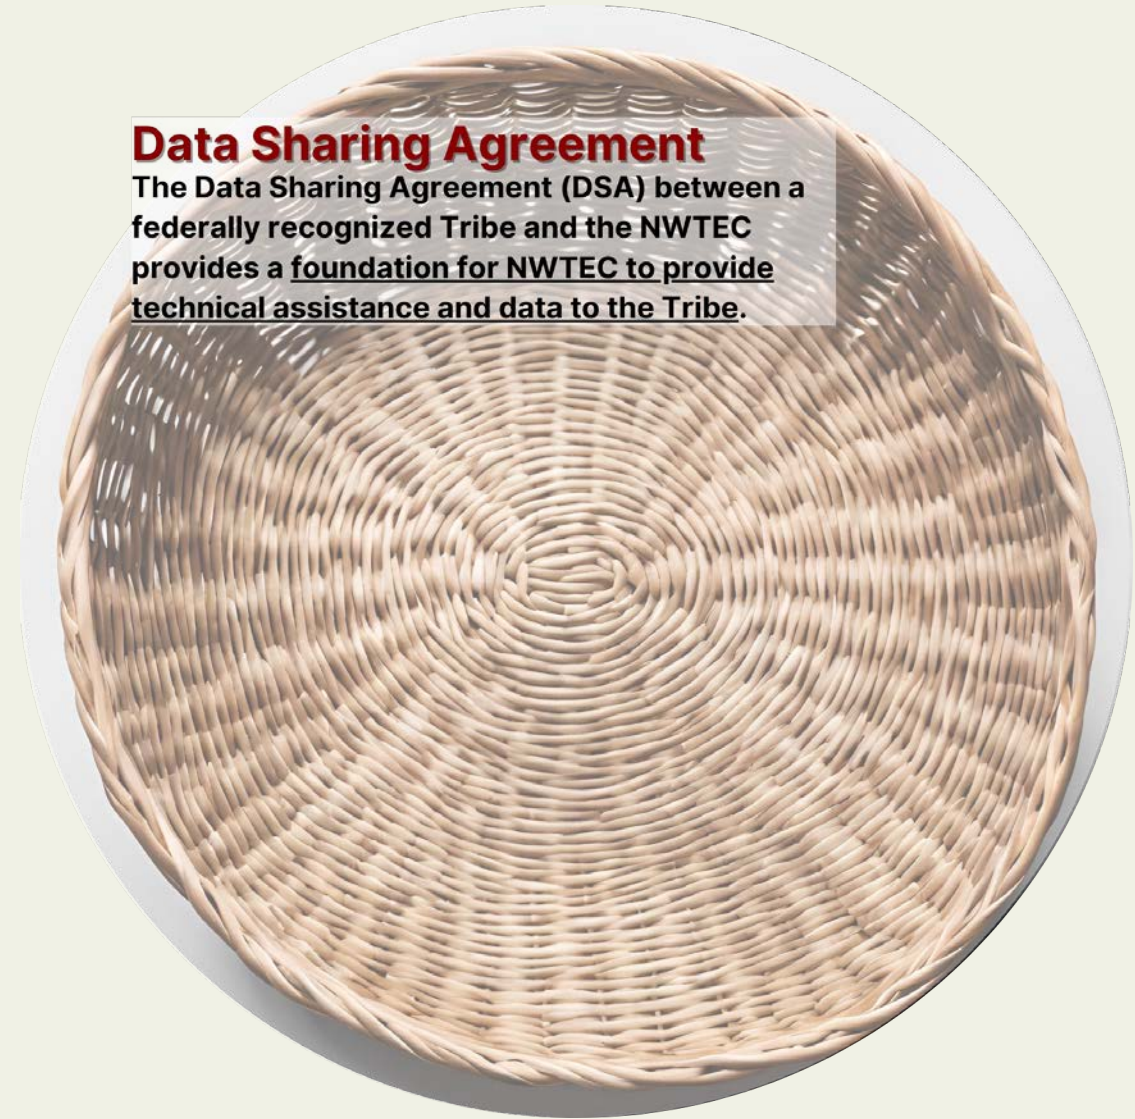 Data Sharing Agreement
The Data Sharing Agreement (DSA) between a
federally recognized Tribe and the NWTEC
provides a foundation for NWTEC to provide
technical assistance and data to the Tribe.